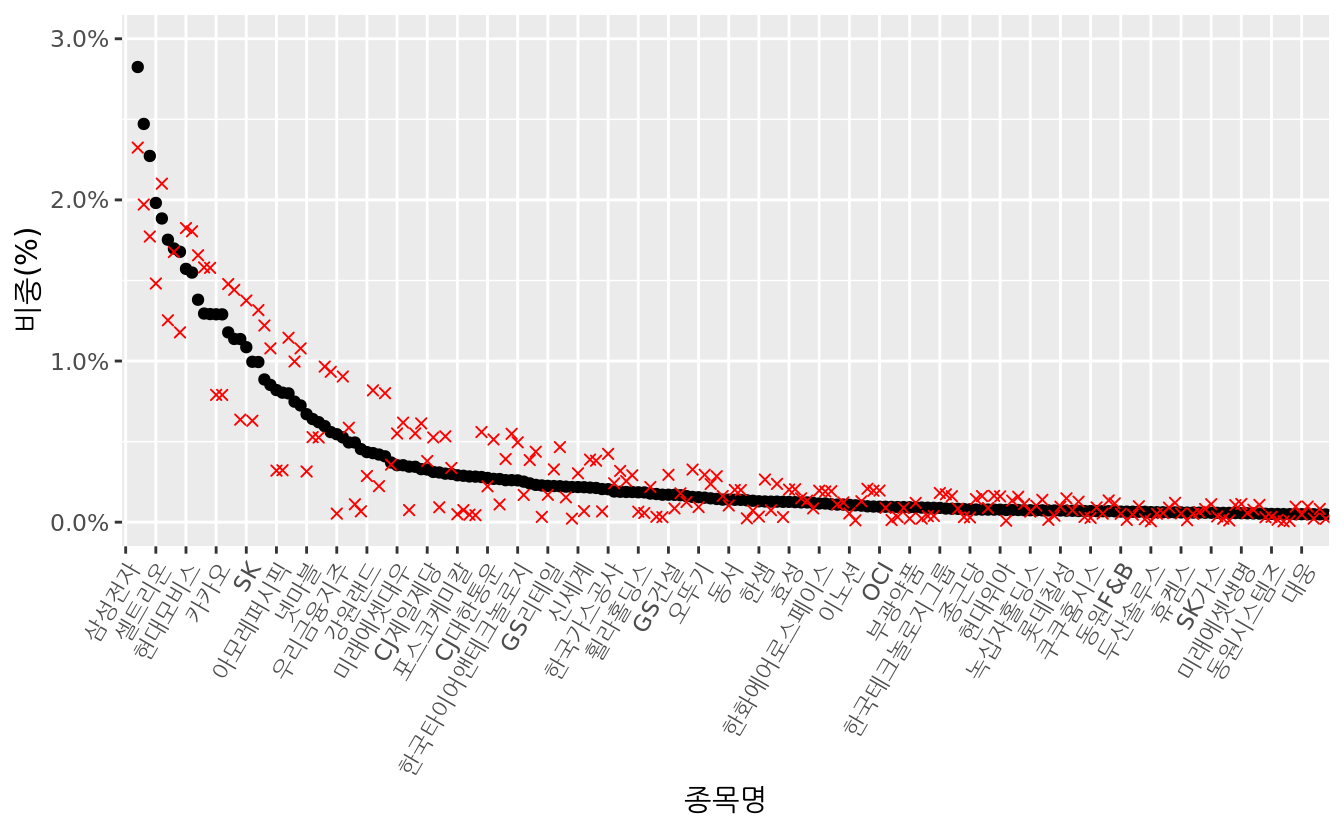 3.0%
2.0%
1.0%
0.0%
비중(%)
삼성전자
셀트리온
현대모비스
카카오
SK
아모레퍼시픽
넷마블
우리금융지주
강원랜드
미래에셋대우
CJ제일제당
포스코케미칼
CJ대한통운
한국타이어앤테크놀로지
GS리테일
신세계
한국가스공사
휠라홀딩스
GS건설
오뚜기
동서
한샘
효성
한화에어로스페이스
이노션
OCI
부광약품
한국테크놀로지그룹
종근당
현대위아
녹십자홀딩스
롯데정밀화학
쿠쿠홈시스
동원F&B
두산솔루스
휴켐스
SK가스
미래에셋생명
동원시스템즈
대웅
종목명